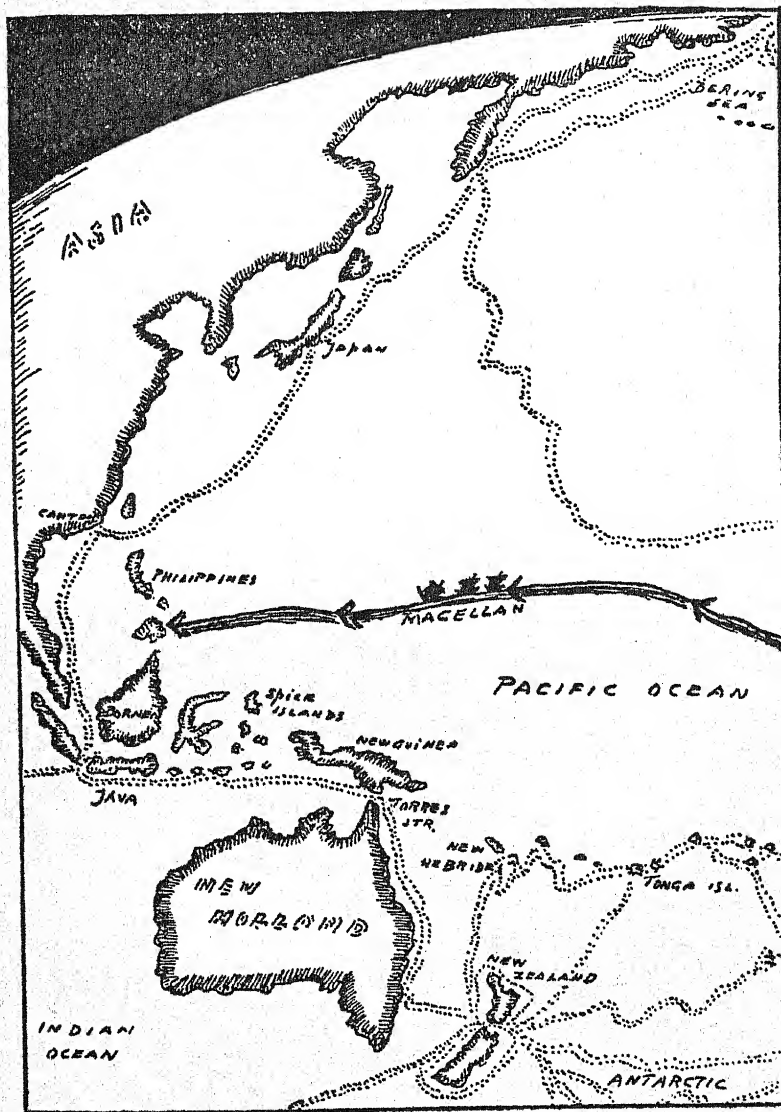 BERING
SEA
ASIA
Japan
CANTON
PHILIPPINES
MAGELLAN
PACIFIC OCEAN
BORNEO
SPICE
ISLANDS
NEW GUINEA
JAVA
TORRES
STR.
NEW
HEBRIDES
TONGA ISL.
NEW
HOLLAND
NEW
ZEALAND
INDIAN
OCEAN
ANTARCTIC